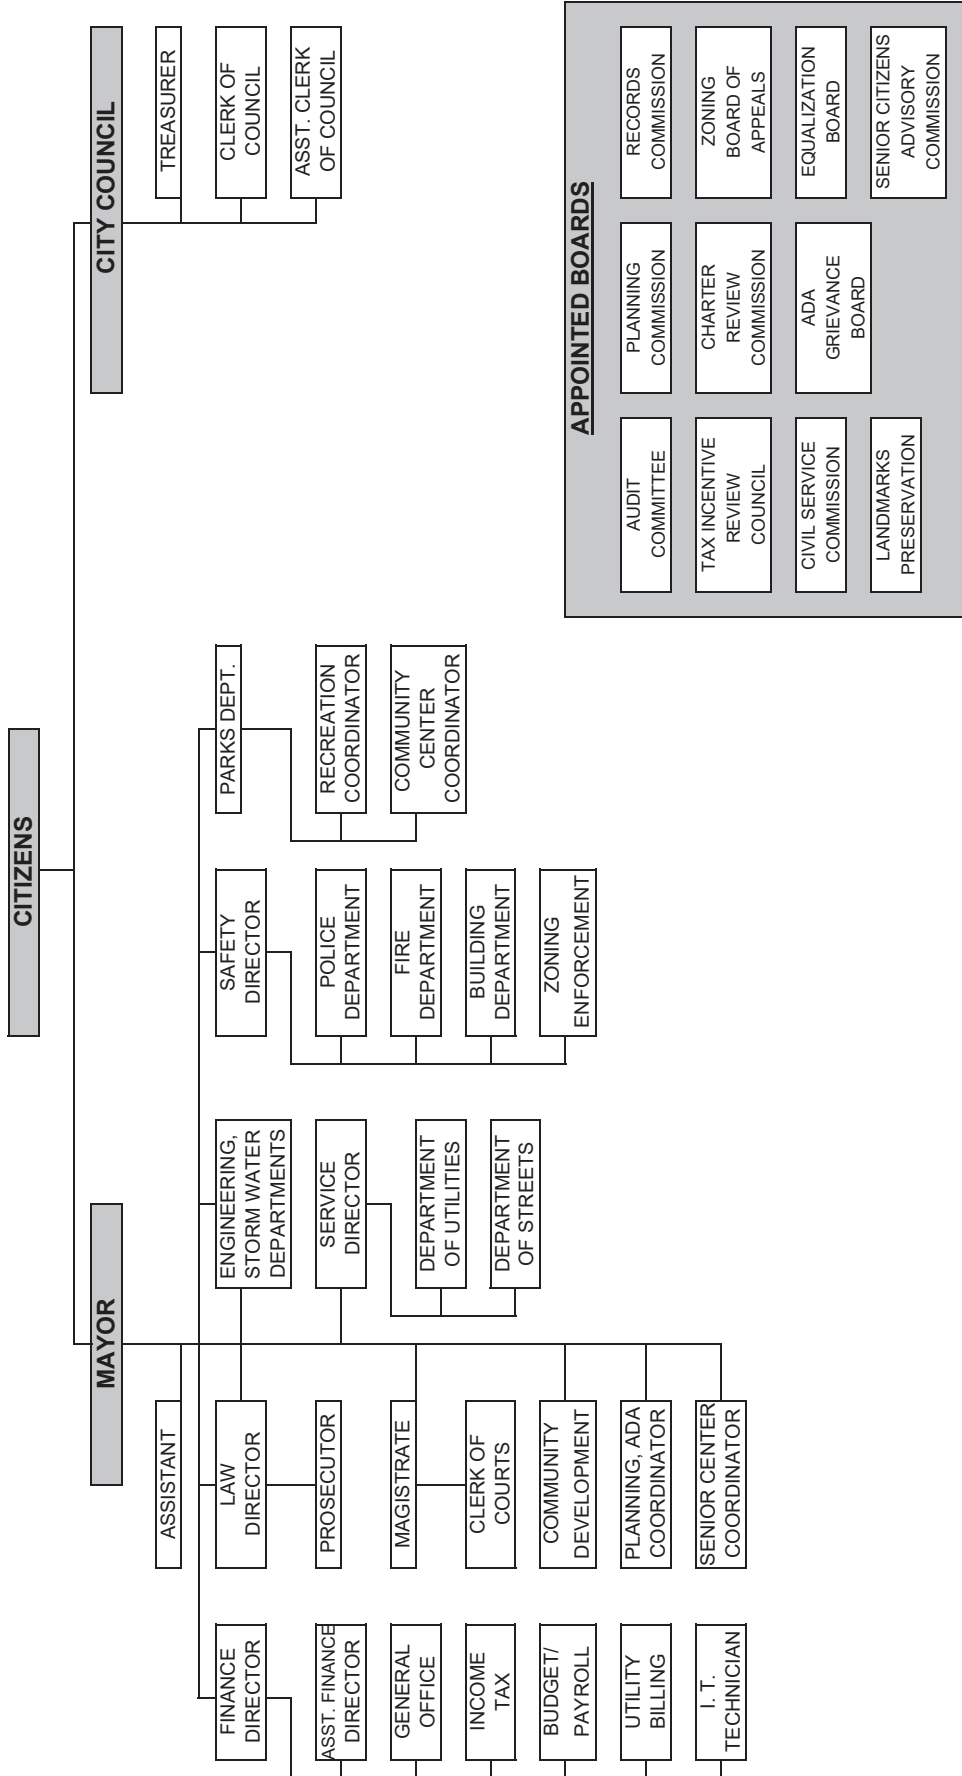 CITIZENS
MAYOR
CITY COUNCIL
ASSISTANT
TREASURER
FINANCE
DIRECTOR
LAW
DIRECTOR
ENGINEERING,
STORM WATER
DEPARTMENTS
SAFETY
DIRECTOR
PARKS DEPT.
CLERK OF
COUNCIL
ASST. FINANCE
DIRECTOR
PROSECUTOR
SERVICE
DIRECTOR
POLICE
DEPARTMENT
RECREATION
COORDINATOR
ASST. CLERK
OF COUNCIL
GENERAL
OFFICE
MAGISTRATE
DEPARTMENT
OF UTILITIES
FIRE
DEPARTMENT
COMMUNITY
CENTER
COORDINATOR
INCOME
TAX
CLERK OF
COURTS
DEPARTMENT
OF STREETS
BUILDING
DEPARTMENT
BUDGET/
PAYROLL
COMMUNITY
DEVELOPMENT
ZONING
ENFORCEMENT
UTILITY
BILLING
PLANNING, ADA
COORDINATOR
I. T.
TECHNICIAN
SENIOR CENTER
COORDINATOR
APPOINTED BOARDS
AUDIT
COMMITTEE
PLANNING
COMMISSION
RECORDS
COMMISSION
TAX INCENTIVE
REVIEW
COUNCIL
CHARTER
REVIEW
COMMISSION
ZONING
BOARD OF
APPEALS
CIVIL SERVICE
COMMISSION
ADA
GRIEVANCE
BOARD
EQUALIZATION
BOARD
LANDMARKS
PRESERVATION
SENIOR CITIZENS
ADVISORY
COMMISSION